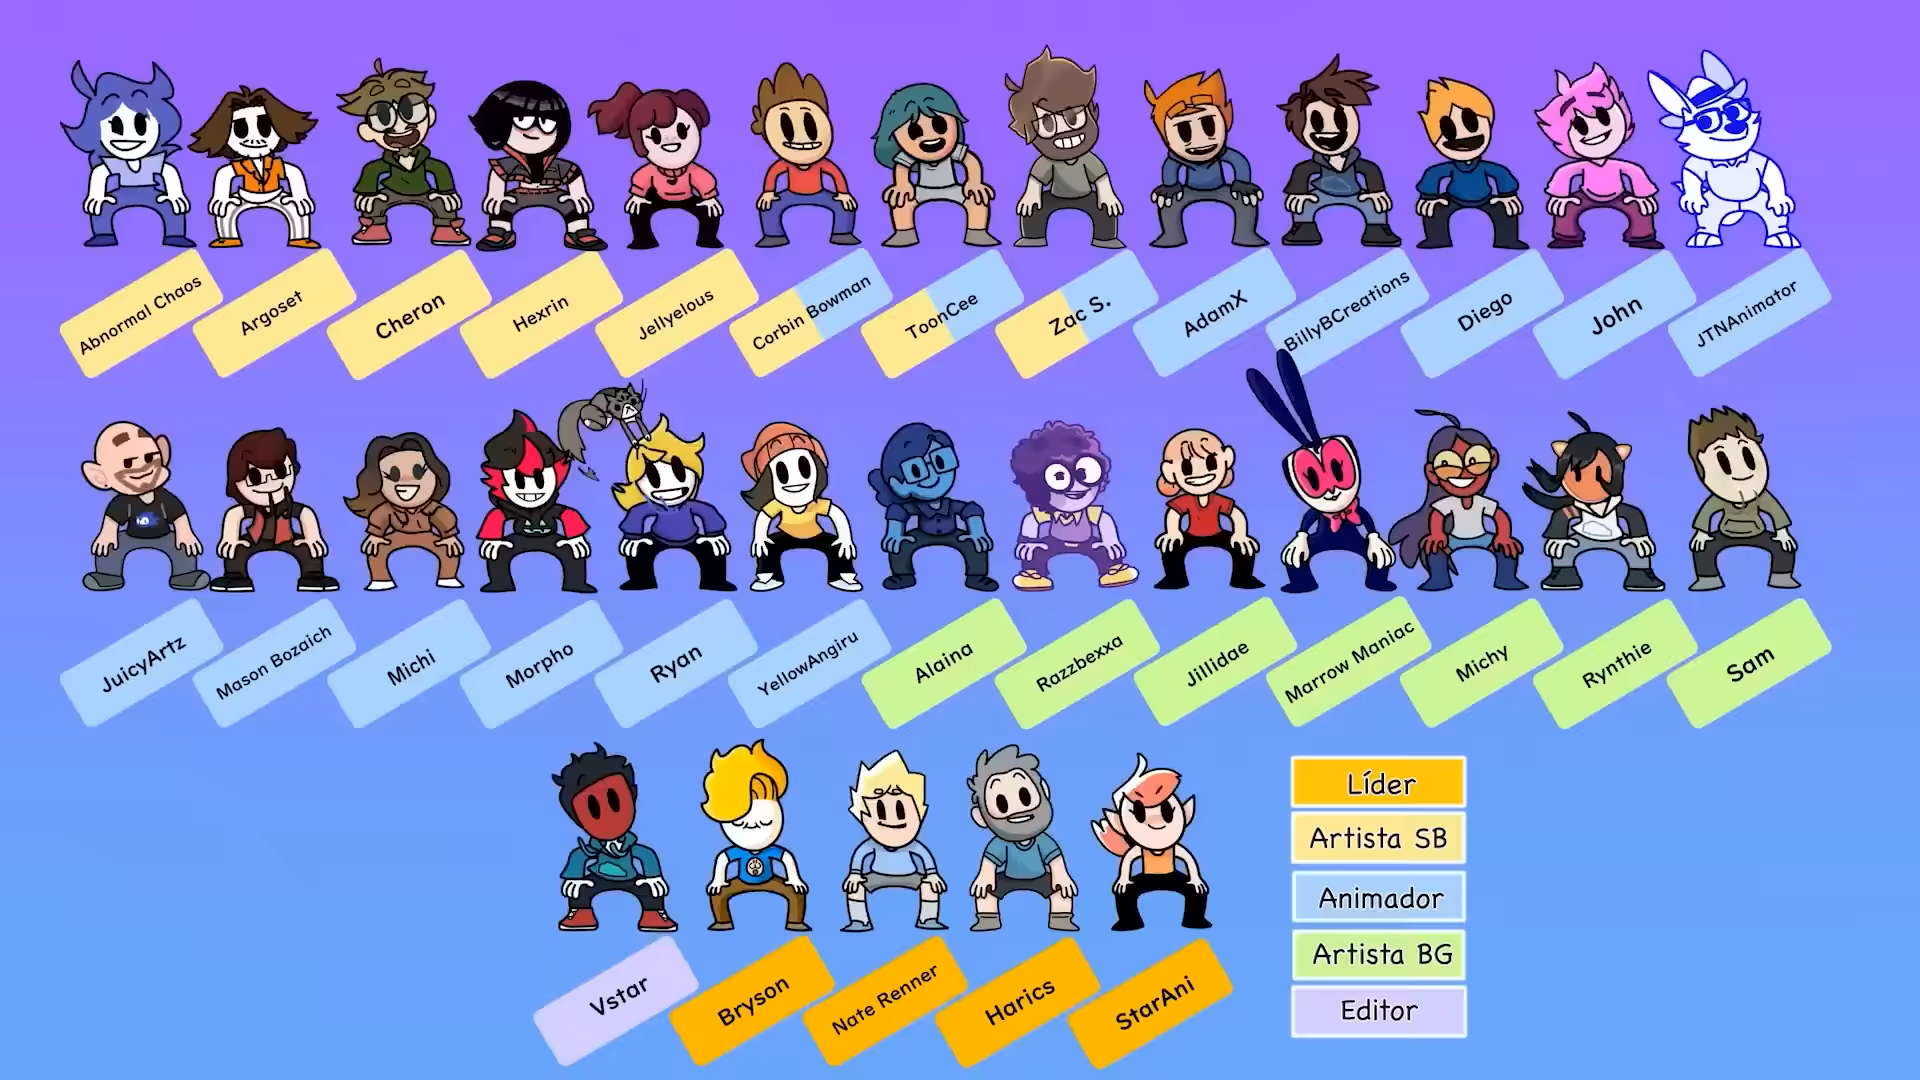 Abnormal Chaos
Argoset
Cheron
Hexrin
Jellyelous
Corbin Bowman
ToonCee
Zac S.
AdamX
BillyBCreations
Diego
John
JTNAnimator
JuicyArtz
Mason Bozaich
Michi
Morpho
Ryan
YellowAngiru
Alaina
Razzbexxa
Jillidae
Marrow Maniac
Michy
Rynthie
Sam
Vstar
Bryson
Nate Renner
Harics
StarAni
Líder
Artista SB
Animador
Artista BG
Editor